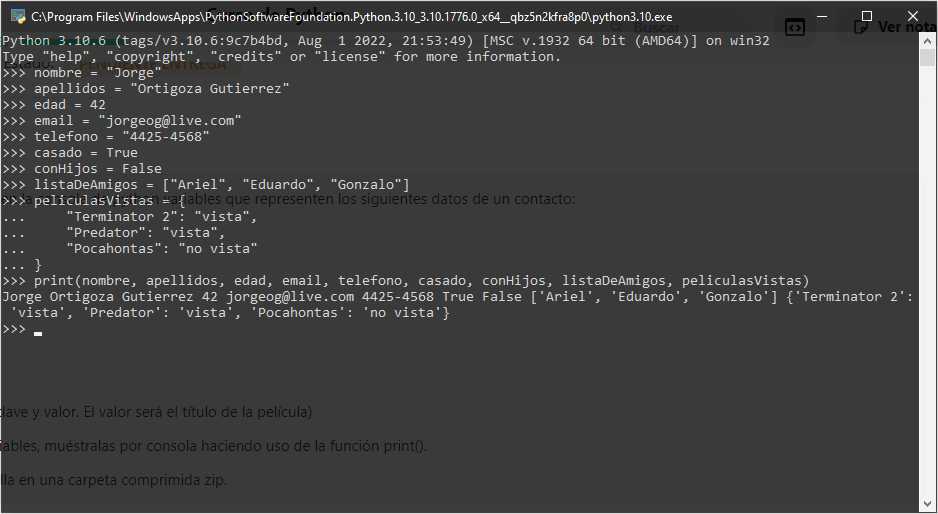 C:\Program Files\WindowsApps\PythonSoftwareFoundation.Python.3.10_3.10.1776.0_x64__qbz5n2kfra8p0\python3.10.exe
Buscar
Ver nota
Python 3.10.6 (tags/v3.10.6:9c7b4bd, Aug  1 2022, 21:53:49) [MSC v.1932 64 bit (AMD64)] on win32
Type "help", "copyright", "credits" or "license" for more information.
Estado: PENDIENTE ENTREGA
>>> nombre = "Jorge"
>>> apellidos = "Ortigoza Gutierrez"
>>> edad = 42
>>> email = "jorgeog@live.com"
>>> telefono = "4425-4568"
>>> casado = True
>>> conHijos = False
>>> listaDeAmigos = ["Ariel", "Eduardo", "Gonzalo"]
>>> peliculasVistas = {
variables que representen los siguientes datos de un contacto:
...     "Terminator 2": "vista",
...     "Predator": "vista",
...     "Pocahontas": "no vista"
... }
>>> print(nombre, apellidos, edad, email, telefono, casado, conHijos, listaDeAmigos, peliculasVistas)
Jorge Ortigoza Gutierrez 42 jorgeog@live.com 4425-4568 True False ['Ariel', 'Eduardo', 'Gonzalo'] {'Terminator 2':
 'vista', 'Predator': 'vista', 'Pocahontas': 'no vista'}
>>>
clave y valor. El valor será el título de la película)
iables, muéstralas por consola haciendo uso de la función print().
lla en una carpeta comprimida zip.